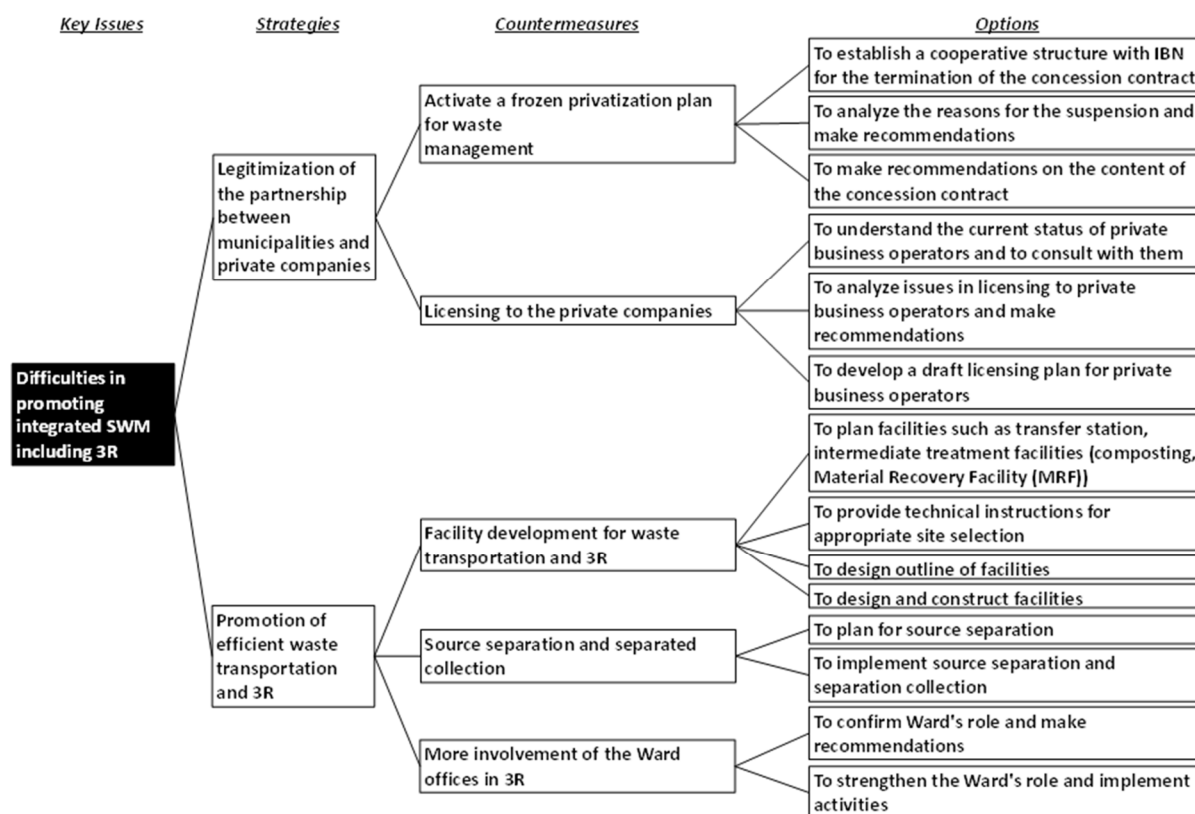 Key Issues
Strategies
Countermeasures
Options
Difficulties in
promoting
integrated SWM
including 3R
Legitimization of
the partnership
between
municipalities and
private companies
Activate a frozen privatization plan
for waste
management
To establish a cooperative structure with IBN
for the termination of the concession contract
To analyze the reasons for the suspension and
make recommendations
To make recommendations on the content of
the concession contract
Licensing to the private companies
To understand the current status of private
business operators and to consult with them
To analyze issues in licensing to private
business operators and make
recommendations
To develop a draft licensing plan for private
business operators
Promotion of
efficient waste
transportation
and 3R
Facility development for waste
transportation and 3R
To plan facilities such as transfer station,
intermediate treatment facilities (composting,
Material Recovery Facility (MRF))
To provide technical instructions for
appropriate site selection
To design outline of facilities
To design and construct facilities
Source separation and separated
collection
To plan for source separation
To implement source separation and
separation collection
More involvement of the Ward
offices in 3R
To confirm Ward's role and make
recommendations
To strengthen the Ward's role and implement
activities